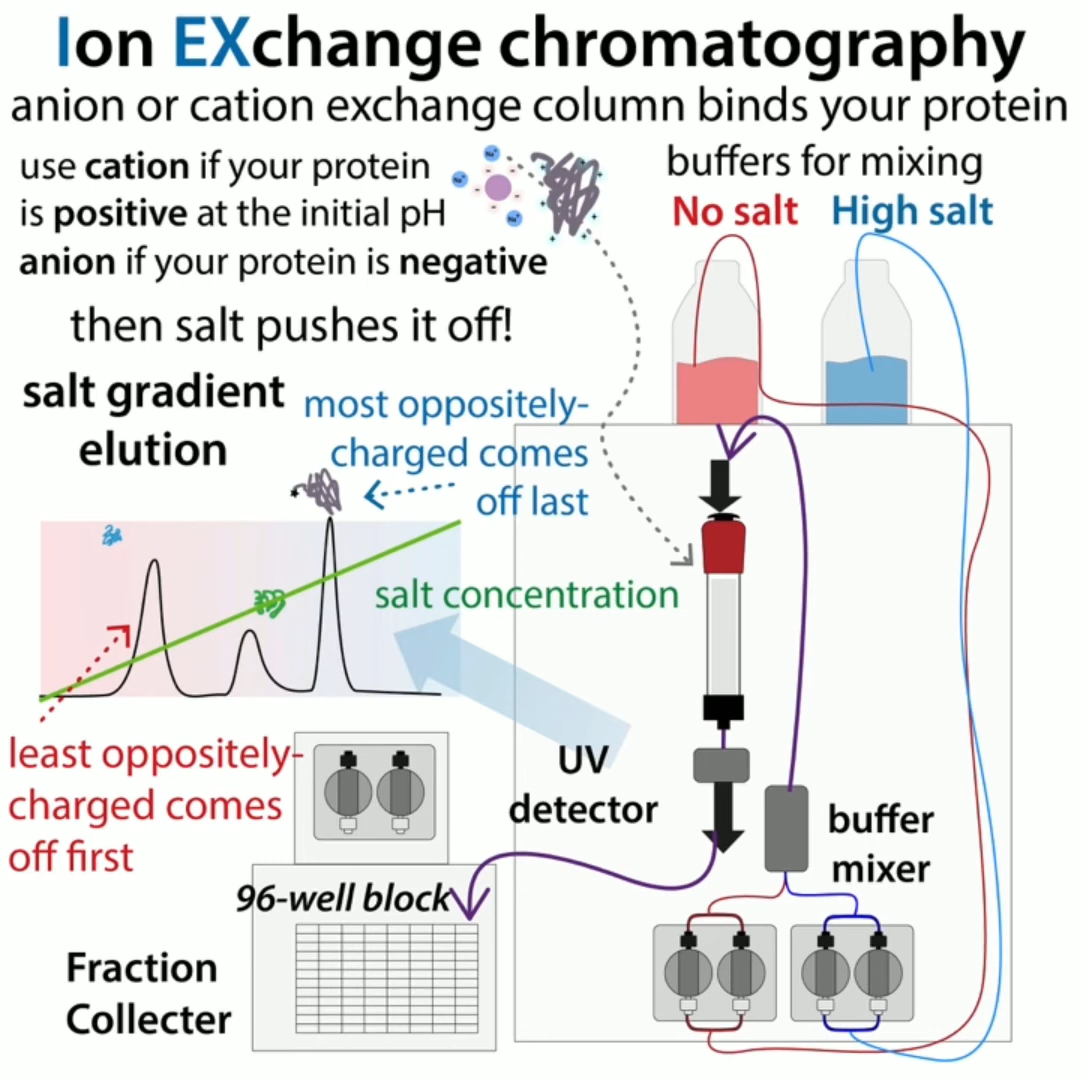 Ion EXchange chromatography
anion or cation exchange column binds your protein
use cation if your protein
is positive at the initial pH
anion if your protein is negative
then salt pushes it off!
buffers for mixing
No salt
High salt
Na⁺
Na⁺
Na⁺
salt gradient
elution
most oppositely-
charged comes
off last
salt concentration
least oppositely-
charged comes
off first
UV
detector
buffer
mixer
96-well block
Fraction
Collecter